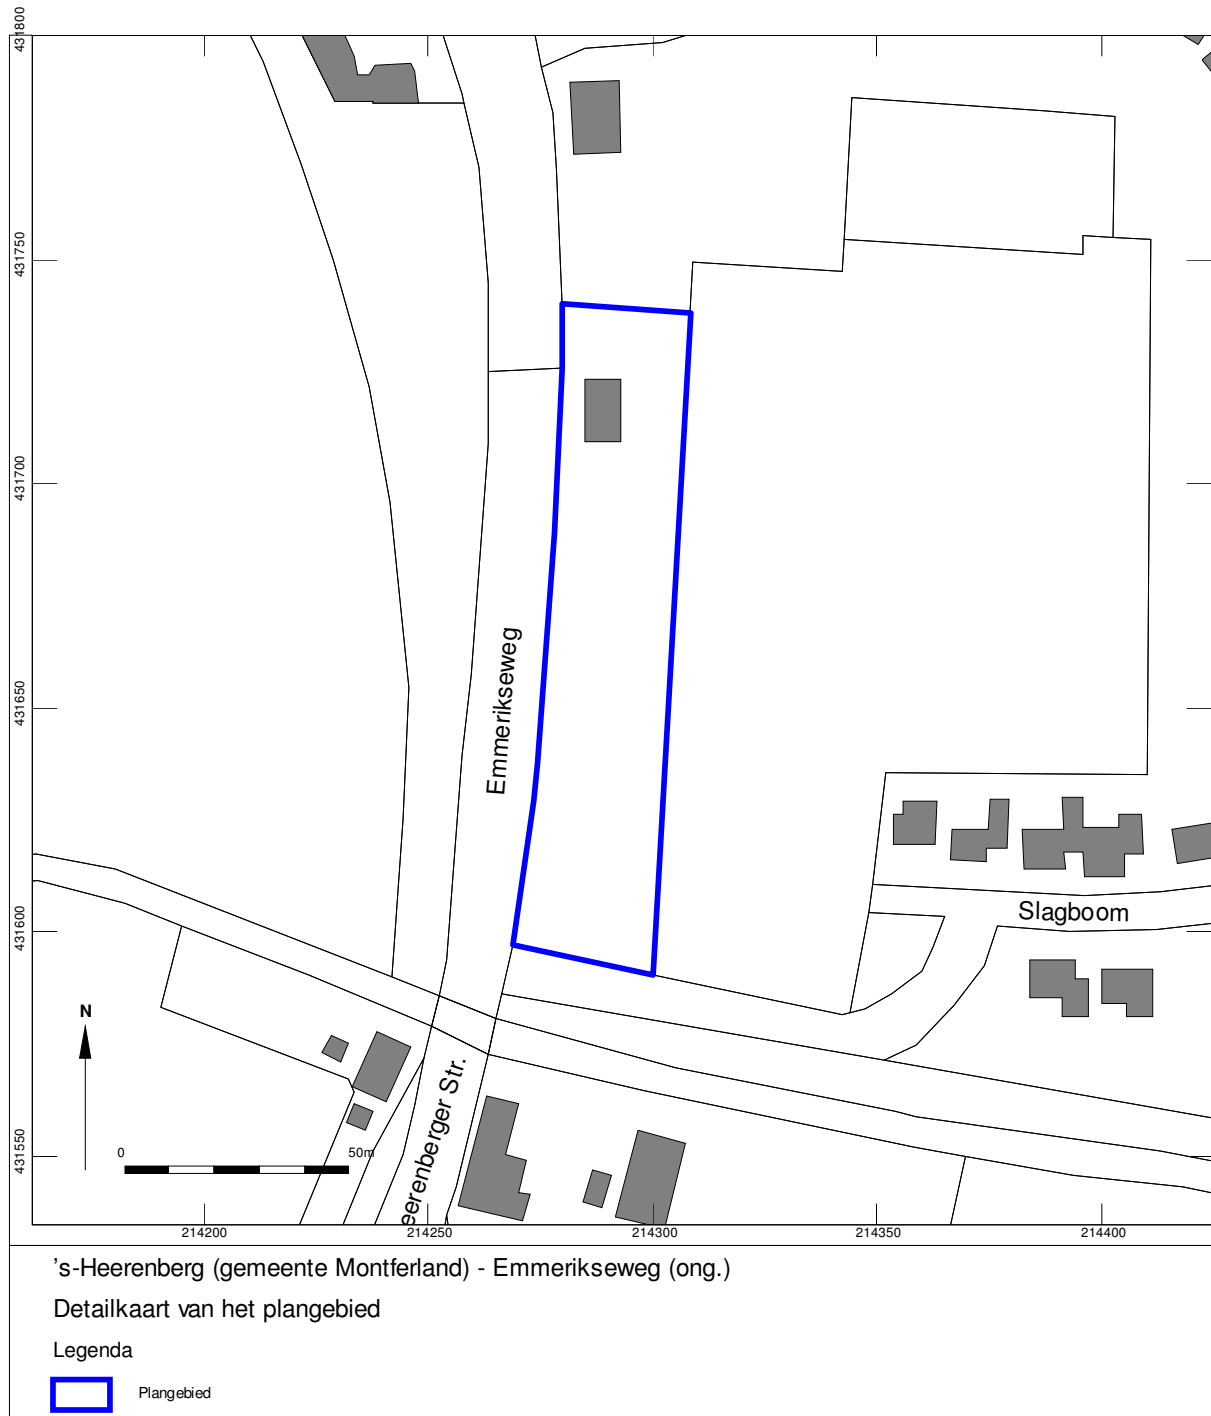 431800
431750
431700
431650
431600
431550
Emmerikseweg
Slagboom
N
0
50m
eerenberger Str.
214200
214250
214300
214350
214400
's-Heerenberg (gemeente Montferland) - Emmerikseweg (ong.)
Detailkaart van het plangebied
Legenda
Plangebied